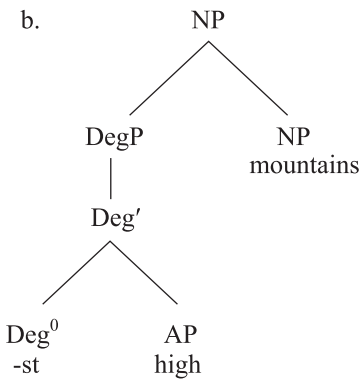 b. NP
DegP NP
mountains
Deg′
Deg⁰ AP
-st high